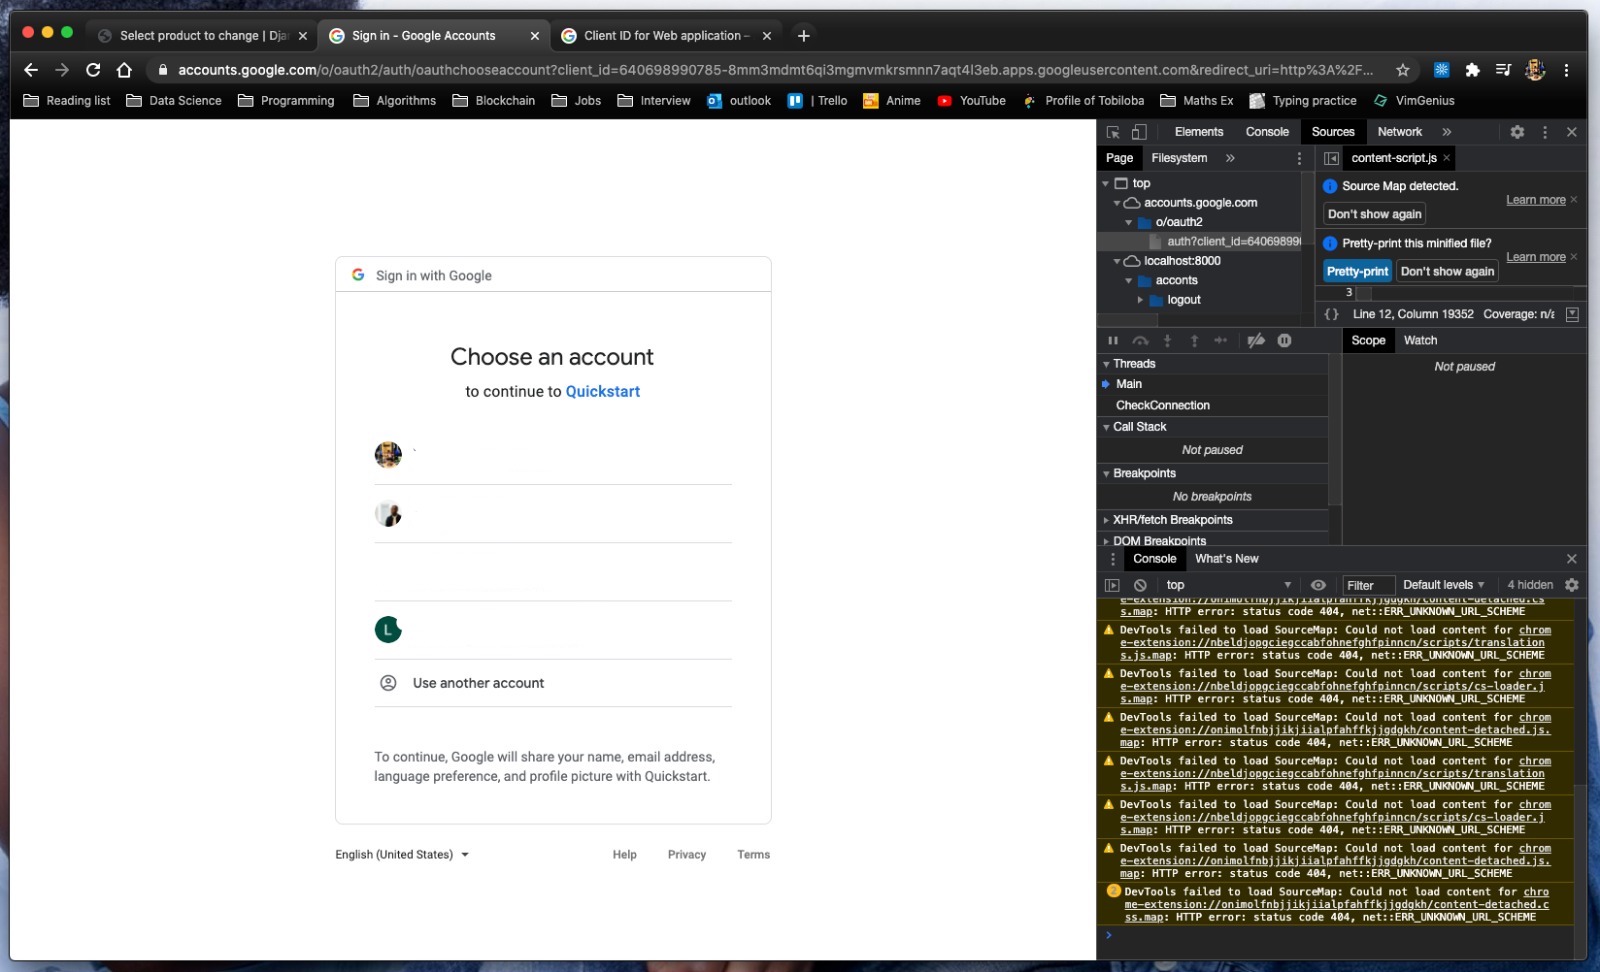 Select product to change | Dja
Sign in - Google Accounts
Client ID for Web application –
accounts.google.com/o/oauth2/auth/oauthchooseaccount?client_id=640698990785-8mm3mdmt6qi3mgmvmkrsmnn7aqt4l3eb.apps.googleusercontent.com&redirect_uri=http%3A%2F...
Reading list
Data Science
Programming
Algorithms
Blockchain
Jobs
Interview
outlook
| Trello
Anime
YouTube
Profile of Tobiloba
Maths Ex
Typing practice
VimGenius
Sign in with Google
Choose an account
to continue to Quickstart
L
Use another account
To continue, Google will share your name, email address,
language preference, and profile picture with Quickstart.
English (United States)
Help
Privacy
Terms
Elements
Console
Sources
Network
Page
Filesystem
content-script.js
top
accounts.google.com
o/oauth2
auth?client_id=640698990
localhost:8000
acconts
logout
Source Map detected.
Learn more
Don't show again
Pretty-print this minified file?
Learn more
Pretty-print
Don't show again
3
{ } Line 12, Column 19352 Coverage: n/a
Threads
Main
CheckConnection
Call Stack
Not paused
Breakpoints
No breakpoints
XHR/fetch Breakpoints
DOM Breakpoints
Scope
Watch
Not paused
Console
What's New
top
Filter
Default levels
4 hidden
e-extension://onimolfnbjjikjiialpfahffkjjgdgkh/content-detached.cs
s.map: HTTP error: status code 404, net::ERR_UNKNOWN_URL_SCHEME
DevTools failed to load SourceMap: Could not load content for chrom
e-extension://nbeldjopgciegccabfohnefghfpinncn/scripts/translation
s.js.map: HTTP error: status code 404, net::ERR_UNKNOWN_URL_SCHEME
DevTools failed to load SourceMap: Could not load content for chrom
e-extension://nbeldjopgciegccabfohnefghfpinncn/scripts/cs-loader.j
s.map: HTTP error: status code 404, net::ERR_UNKNOWN_URL_SCHEME
DevTools failed to load SourceMap: Could not load content for chrom
e-extension://onimolfnbjjikjiialpfahffkjjgdgkh/content-detached.js.
map: HTTP error: status code 404, net::ERR_UNKNOWN_URL_SCHEME
DevTools failed to load SourceMap: Could not load content for chrom
e-extension://nbeldjopgciegccabfohnefghfpinncn/scripts/translation
s.js.map: HTTP error: status code 404, net::ERR_UNKNOWN_URL_SCHEME
DevTools failed to load SourceMap: Could not load content for chrom
e-extension://nbeldjopgciegccabfohnefghfpinncn/scripts/cs-loader.j
s.map: HTTP error: status code 404, net::ERR_UNKNOWN_URL_SCHEME
DevTools failed to load SourceMap: Could not load content for chrom
e-extension://onimolfnbjjikjiialpfahffkjjgdgkh/content-detached.js.
map: HTTP error: status code 404, net::ERR_UNKNOWN_URL_SCHEME
2 DevTools failed to load SourceMap: Could not load content for chro
me-extension://onimolfnbjjikjiialpfahffkjjgdgkh/content-detached.c
ss.map: HTTP error: status code 404, net::ERR_UNKNOWN_URL_SCHEME